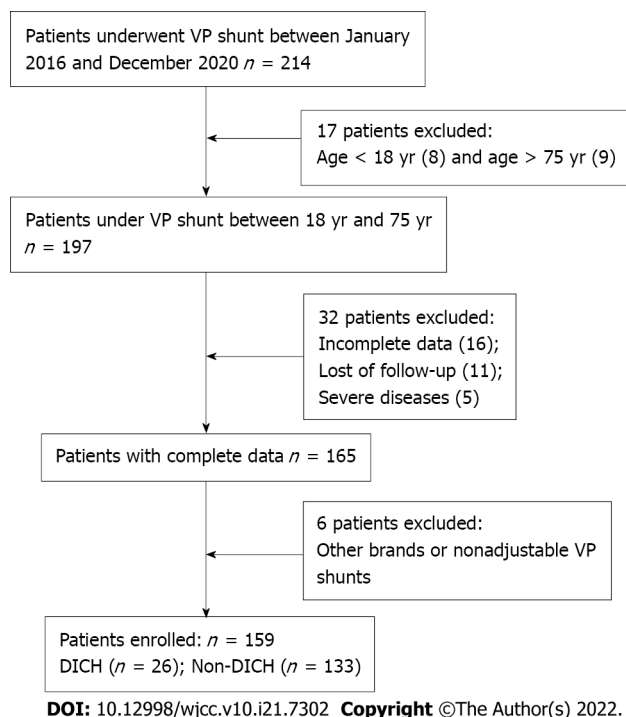 Patients underwent VP shunt between January
2016 and December 2020 n = 214
17 patients excluded:
Age < 18 yr (8) and age > 75 yr (9)
Patients under VP shunt between 18 yr and 75 yr
n = 197
32 patients excluded:
Incomplete data (16);
Lost of follow-up (11);
Severe diseases (5)
Patients with complete data n = 165
6 patients excluded:
Other brands or nonadjustable VP
shunts
Patients enrolled: n = 159
DICH (n = 26); Non-DICH (n = 133)
DOI: 10.12998/wjcc.v10.i21.7302 Copyright ©The Author(s) 2022.